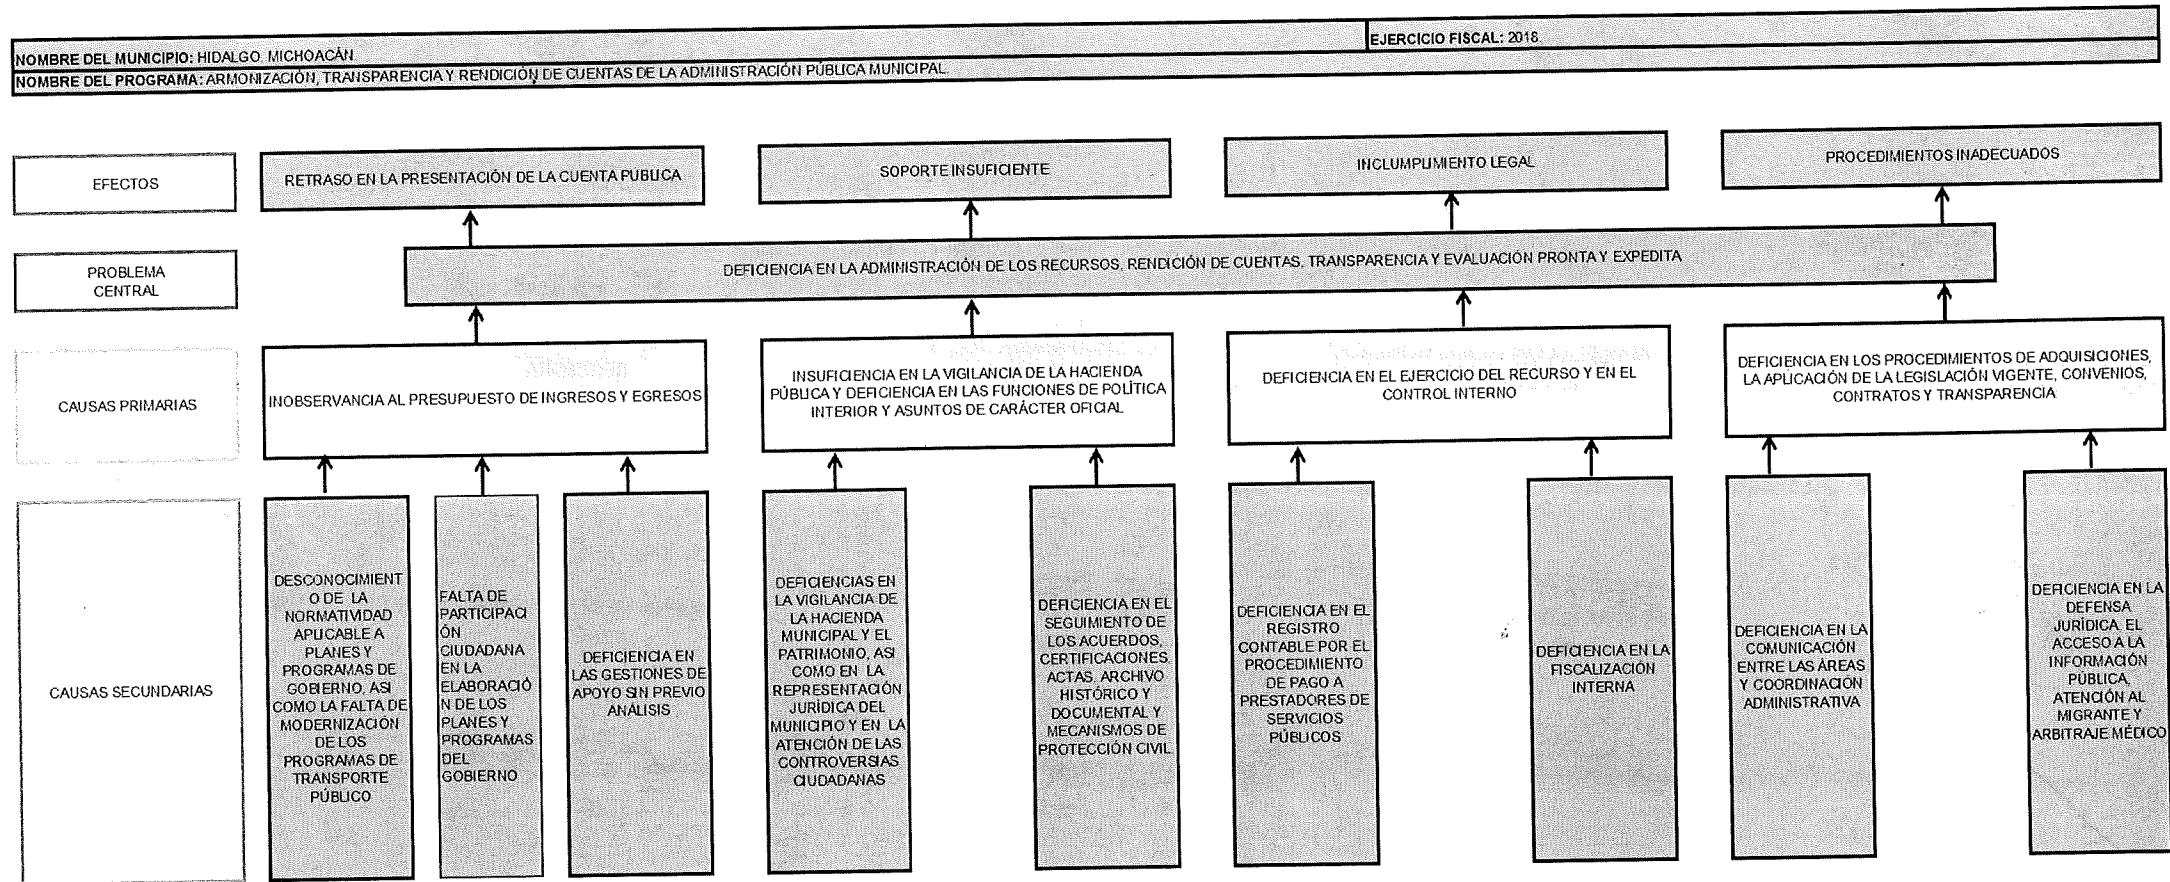 NOMBRE DEL MUNICIPIO: HIDALGO, MICHOACÁN.
EJERCICIO FISCAL: 2018.
NOMBRE DEL PROGRAMA: ARMONIZACIÓN, TRANSPARENCIA Y RENDICIÓN DE CUENTAS DE LA ADMINISTRACIÓN PÚBLICA MUNICIPAL.
EFECTOS
RETRASO EN LA PRESENTACIÓN DE LA CUENTA PUBLICA
SOPORTE INSUFICIENTE
INCLUMPLIMIENTO LEGAL
PROCEDIMIENTOS INADECUADOS
PROBLEMA
CENTRAL
DEFICIENCIA EN LA ADMINISTRACIÓN DE LOS RECURSOS, RENDICIÓN DE CUENTAS, TRANSPARENCIA Y EVALUACIÓN PRONTA Y EXPEDITA
CAUSAS PRIMARIAS
INOBSERVANCIA AL PRESUPUESTO DE INGRESOS Y EGRESOS
INSUFICIENCIA EN LA VIGILANCIA DE LA HACIENDA
PÚBLICA Y DEFICIENCIA EN LAS FUNCIONES DE POLÍTICA
INTERIOR Y ASUNTOS DE CARÁCTER OFICIAL
DEFICIENCIA EN EL EJERCICIO DEL RECURSO Y EN EL
CONTROL INTERNO
DEFICIENCIA EN LOS PROCEDIMIENTOS DE ADQUISICIONES,
LA APLICACIÓN DE LA LEGISLACIÓN VIGENTE, CONVENIOS,
CONTRATOS Y TRANSPARENCIA
CAUSAS SECUNDARIAS
DESCONOCIMIENT
O DE LA
NORMATIVIDAD
APLICABLE A
PLANES Y
PROGRAMAS DE
GOBIERNO, ASI
COMO LA FALTA DE
MODERNIZACIÓN
DE LOS
PROGRAMAS DE
TRANSPORTE
PÚBLICO
FALTA DE
PARTICIPACI
ÓN
CIUDADANA
EN LA
ELABORACIÓ
N DE LOS
PLANES Y
PROGRAMAS
DEL
GOBIERNO
DEFICIENCIA EN
LAS GESTIONES DE
APOYO SIN PREVIO
ANÁLISIS
DEFICIENCIAS EN
LA VIGILANCIA DE
LA HACIENDA
MUNICIPAL Y EL
PATRIMONIO, ASI
COMO EN LA
REPRESENTACIÓN
JURÍDICA DEL
MUNICIPIO Y EN LA
ATENCIÓN DE LAS
CONTROVERSIAS
CIUDADANAS
DEFICIENCIA EN EL
SEGUIMIENTO DE
LOS ACUERDOS,
CERTIFICACIONES,
ACTAS, ARCHIVO
HISTÓRICO Y
DOCUMENTAL Y
MECANISMOS DE
PROTECCIÓN CIVIL
DEFICIENCIA EN EL
REGISTRO
CONTABLE POR EL
PROCEDIMIENTO
DE PAGO A
PRESTADORES DE
SERVICIOS
PÚBLICOS
DEFICIENCIA EN LA
FISCALIZACIÓN
INTERNA
DEFICIENCIA EN LA
COMUNICACIÓN
ENTRE LAS ÁREAS
Y COORDINACIÓN
ADMINISTRATIVA
DEFICIENCIA EN LA
DEFENSA
JURÍDICA, EL
ACCESO A LA
INFORMACIÓN
PÚBLICA,
ATENCIÓN AL
MIGRANTE Y
ARBITRAJE MÉDICO